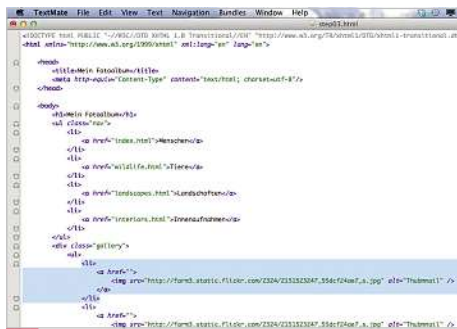 TextMate File Edit View Text Navigation Bundles Window Help
step03.html
<!DOCTYPE html PUBLIC "-//W3C//DTD XHTML 1.0 Transitional//EN" "http://www.w3.org/TR/xhtml1/DTD/xhtml1-transitional.dtd
<html xmlns="http://www.w3.org/1999/xhtml" xml:lang="en" lang="en">
<head>
<title>Mein Fotoalbum</title>
<meta http-equiv="Content-Type" content="text/html; charset=utf-8"/>
</head>
<body>
<h1>Mein Fotoalbum</h1>
<ul class="nav">
<li>
<a href="index.html">Menschen</a>
</li>
<li>
<a href="wildlife.html">Tiere</a>
</li>
<li>
<a href="landscapes.html">Landschaften</a>
</li>
<li>
<a href="interiors.html">Innenaufnahmen</a>
</li>
</ul>
<div class="gallery">
<ul>
<li>
<a href="">
<img alt="Thubmnail" />
</a>
</li>
<li>
<a href="">
<img alt="Thubmnail" />